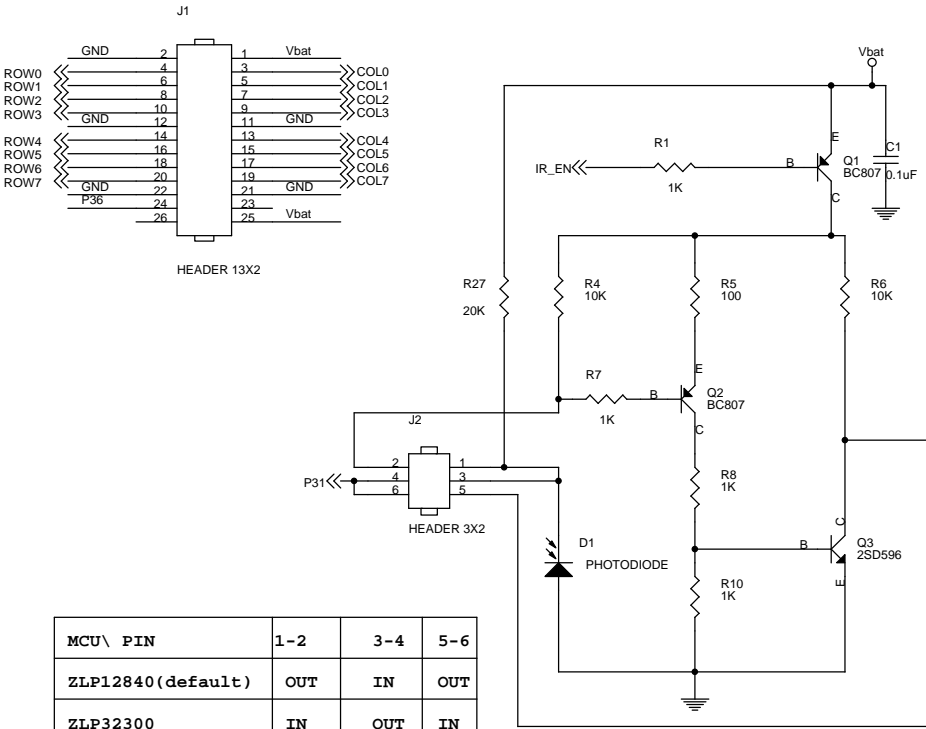 J1
GND 2 1 Vbat
ROW0 4 3 COL0
ROW1 6 5 COL1
ROW2 8 7 COL2
ROW3 10 9 COL3
GND 12 11 GND
ROW4 14 13 COL4
ROW5 16 15 COL5
ROW6 18 17 COL6
ROW7 20 19 COL7
GND 22 21 GND
P36 24 23
26 25 Vbat
HEADER 13X2
Vbat
IR_EN
R1
1K
B
E
C
Q1
BC807
C1
0.1uF
R27
20K
R4
10K
R5
100
R6
10K
R7
1K
B
E
C
Q2
BC807
J2
2 1
P31 4 3
6 5
HEADER 3X2
R8
1K
D1
PHOTODIODE
B
C
E
Q3
2SD596
R10
1K
MCU\ PIN 1-2 3-4 5-6
ZLP12840(default) OUT IN OUT
ZLP32300 IN OUT IN